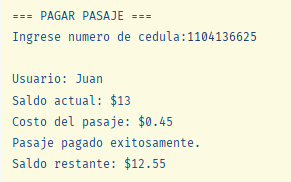 === PAGAR PASAJE ===
Ingrese numero de cedula:1104136625
Usuario: Juan
Saldo actual: $13
Costo del pasaje: $0.45
Pasaje pagado exitosamente.
Saldo restante: $12.55